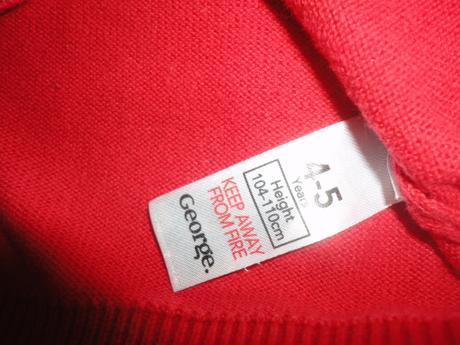 4-5
Years
Height
104-110cm
KEEP AWAY
FROM FIRE
George.